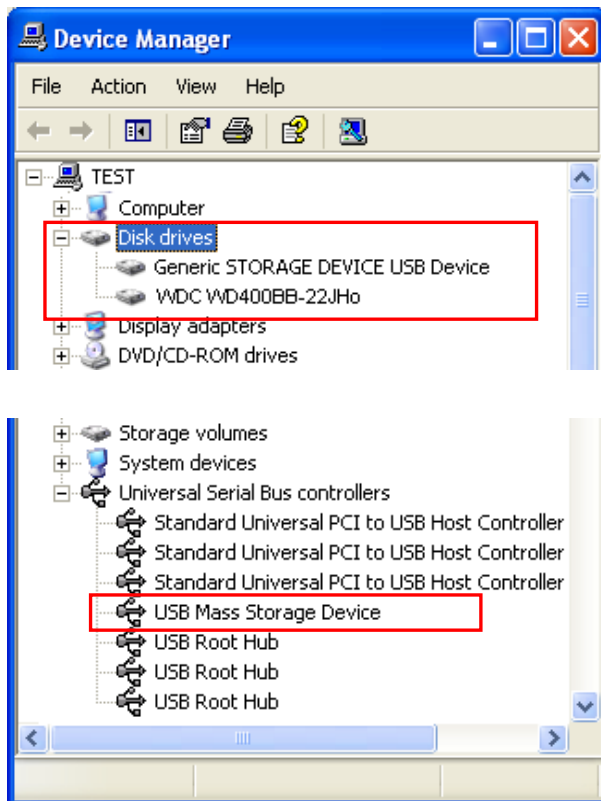 Device Manager
File Action View Help
TEST
Computer
Disk drives
Generic STORAGE DEVICE USB Device
WDC WD400BB-22JHo
Display adapters
DVD/CD-ROM drives
Storage volumes
System devices
Universal Serial Bus controllers
Standard Universal PCI to USB Host Controller
Standard Universal PCI to USB Host Controller
Standard Universal PCI to USB Host Controller
USB Mass Storage Device
USB Root Hub
USB Root Hub
USB Root Hub